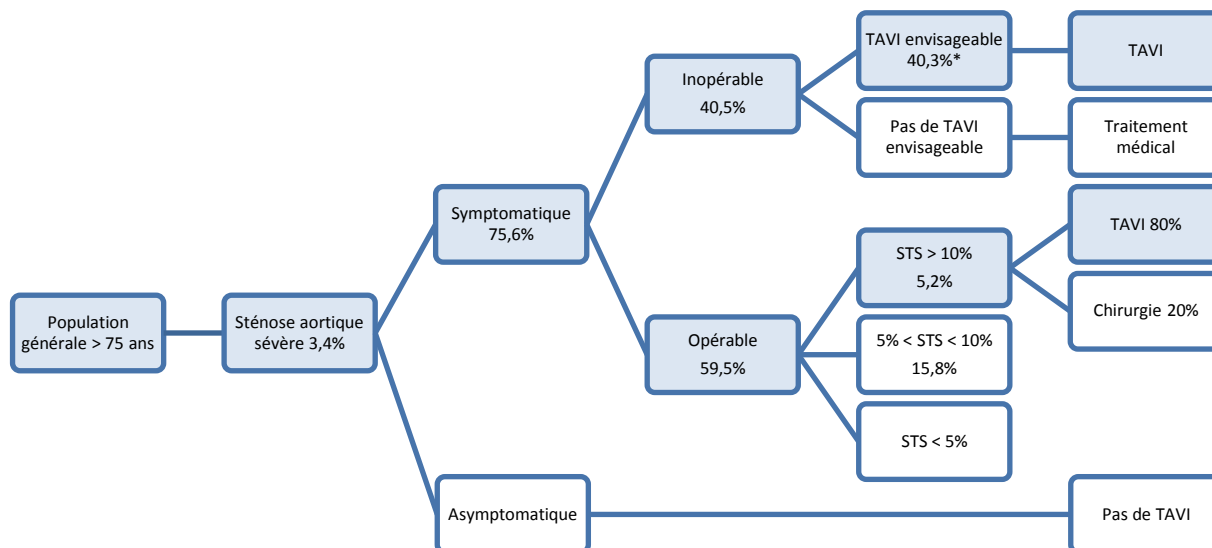 TAVI envisageable
40,3%*
TAVI
Inopérable
40,5%
Pas de TAVI
envisageable
Traitement
médical
Symptomatique
75,6%
TAVI 80%
STS > 10%
5,2%
Chirurgie 20%
Population
générale > 75 ans
Sténose aortique
sévère 3,4%
Opérable
59,5%
5% < STS < 10%
15,8%
STS < 5%
Asymptomatique
Pas de TAVI